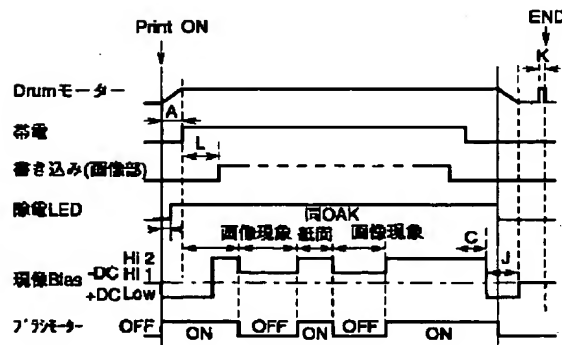 END
Print ON
K
Drumモーター
A
帯電
L
書き込み(画像部)
除電LED
同OAK
画像現象 紙間 画像現象
C
J
Hi 2
現像Bias -DC Hi 1
+DC Low
ブラシモーター OFF ON OFF ON OFF ON